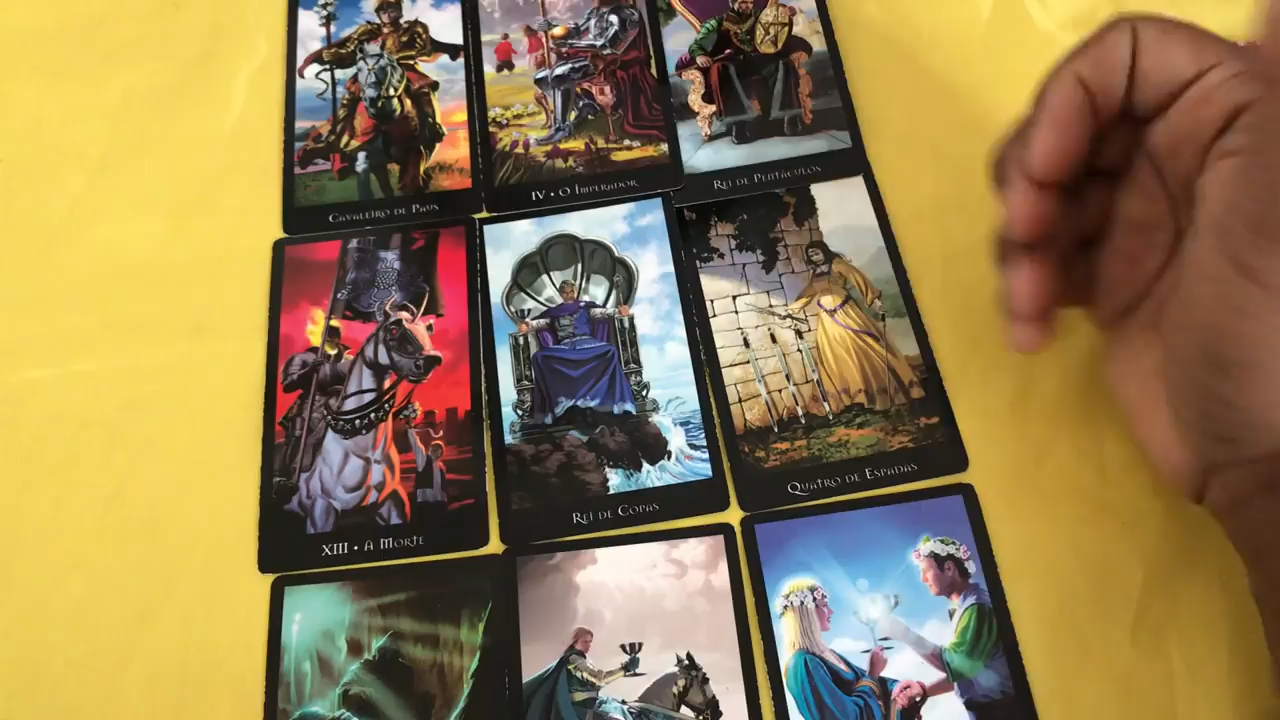 CAVALEIRO DE PAUS
IV • O IMPERADOR
REI DE PENTÁCULOS
XIII • A MORTE
REI DE COPAS
QUATRO DE ESPADAS